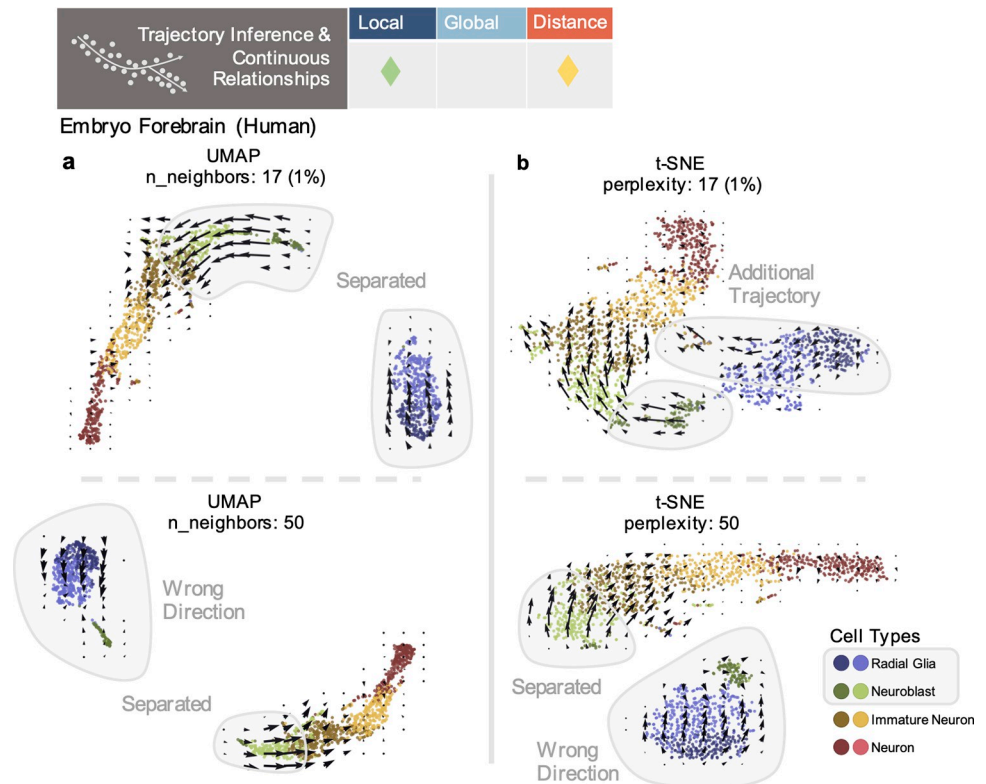 Trajectory Inference &
Continuous
Relationships
Local
Global
Distance
Embryo Forebrain (Human)
a
UMAP
n_neighbors: 17 (1%)
Separated
b
t-SNE
perplexity: 17 (1%)
Additional
Trajectory
UMAP
n_neighbors: 50
Wrong
Direction
Separated
t-SNE
perplexity: 50
Separated
Wrong
Direction
Cell Types
Radial Glia
Neuroblast
Immature Neuron
Neuron